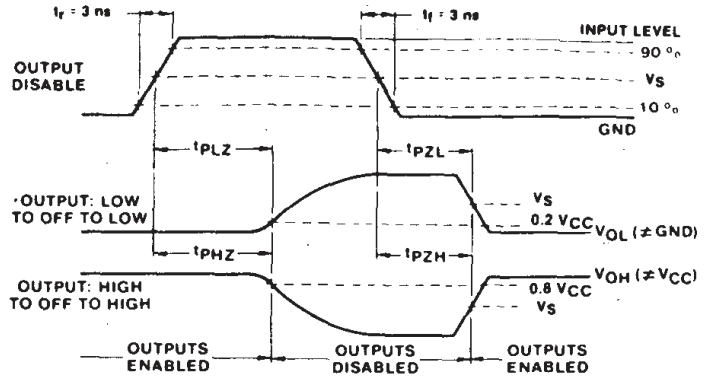 tr = 3 ns
tf = 3 ns
INPUT LEVEL
90 %
OUTPUT
DISABLE
VS
10 %
GND
tPLZ
tPZL
OUTPUT: LOW
TO OFF TO LOW
VS
0.2 VCC
VOL (≠GND)
tPHZ
tPZH
OUTPUT: HIGH
TO OFF TO HIGH
VOH (≠VCC)
0.8 VCC
VS
OUTPUTS
ENABLED
OUTPUTS
DISABLED
OUTPUTS
ENABLED